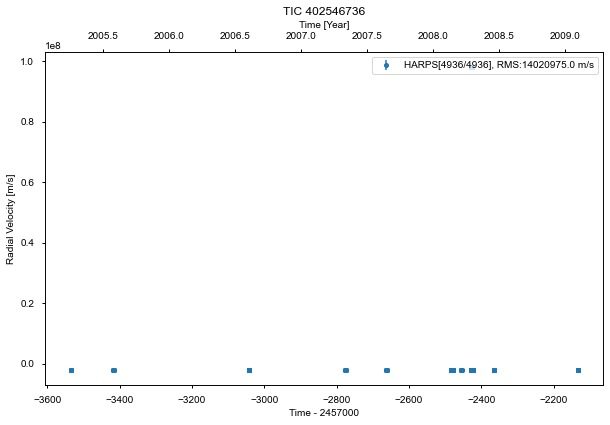 TIC 402546736
Time [Year]
2005.5 2006.0 2006.5 2007.0 2007.5 2008.0 2008.5 2009.0
1e8
HARPS[4936/4936], RMS:14020975.0 m/s
1.0
0.8
0.6
0.4
0.2
0.0
Radial Velocity [m/s]
−3600 −3400 −3200 −3000 −2800 −2600 −2400 −2200
Time - 2457000